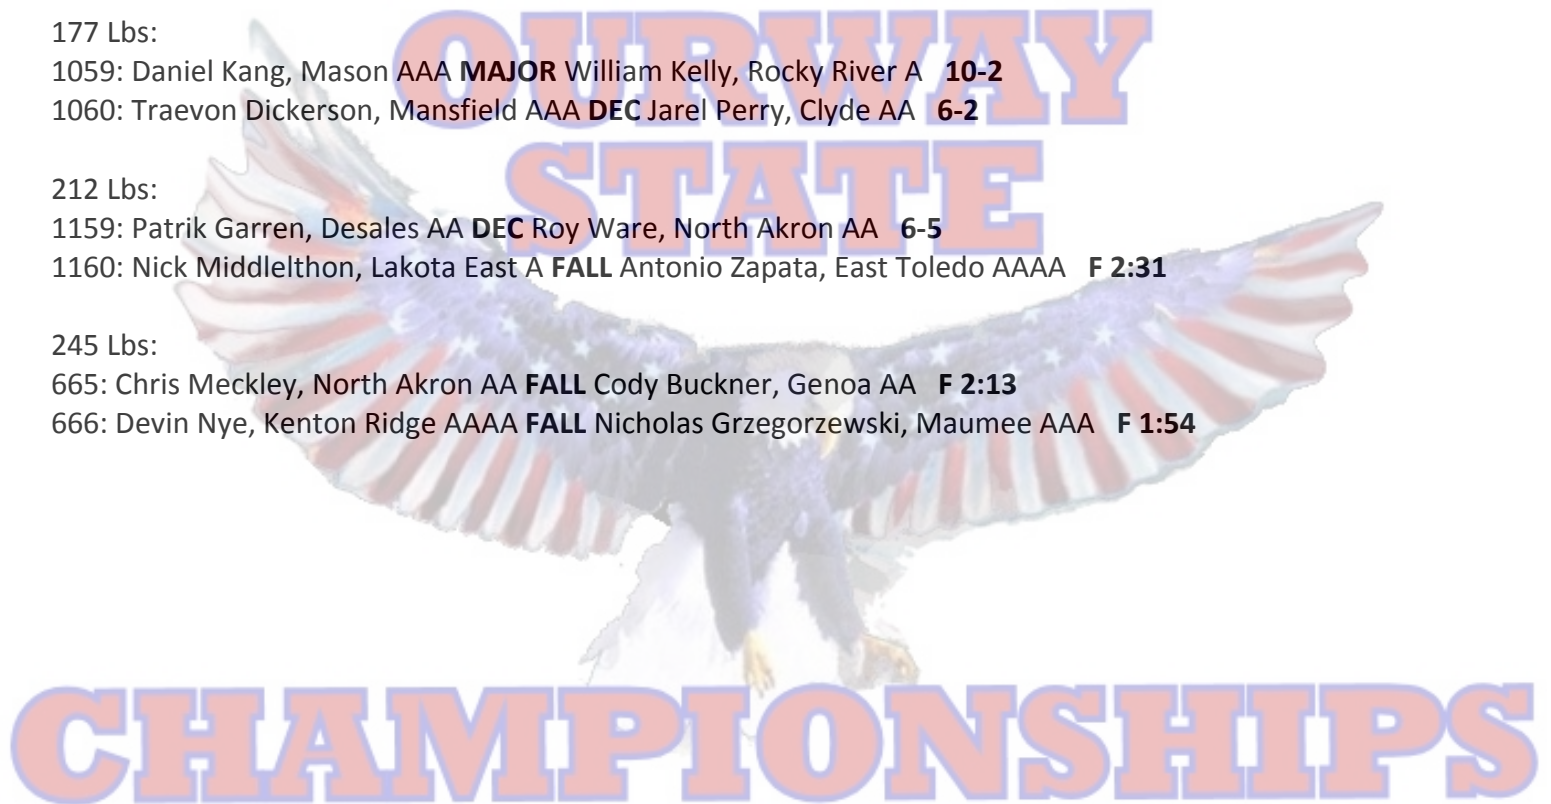 OURWAY
STATE
CHAMPIONSHIPS
177 Lbs:
1059: Daniel Kang, Mason AAA MAJOR William Kelly, Rocky River A 10-2
1060: Traevon Dickerson, Mansfield AAA DEC Jarel Perry, Clyde AA 6-2
212 Lbs:
1159: Patrik Garren, Desales AA DEC Roy Ware, North Akron AA 6-5
1160: Nick Middlelthon, Lakota East A FALL Antonio Zapata, East Toledo AAAA F 2:31
245 Lbs:
665: Chris Meckley, North Akron AA FALL Cody Buckner, Genoa AA F 2:13
666: Devin Nye, Kenton Ridge AAAA FALL Nicholas Grzegorzewski, Maumee AAA F 1:54